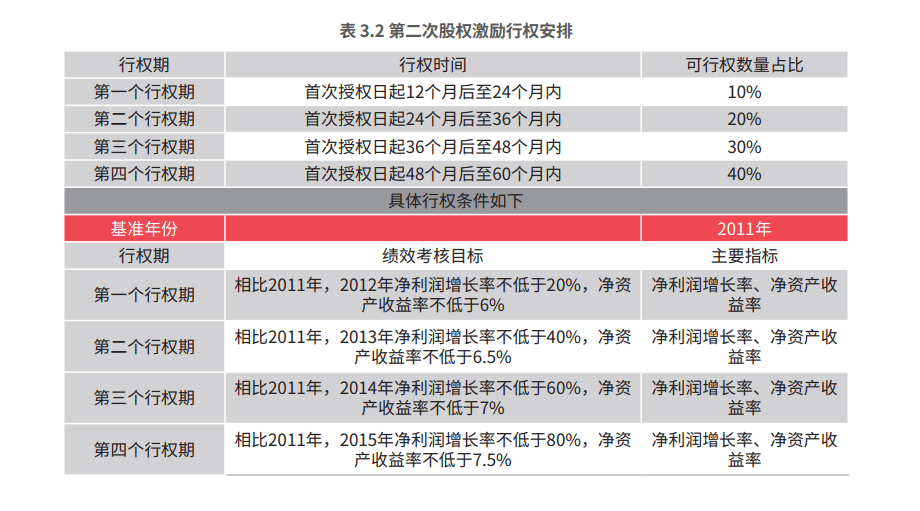 表 3.2 第二次股权激励行权安排
行权期 行权时间 可行权数量占比
第一个行权期 首次授权日起12个月后至24个月内 10%
第二个行权期 首次授权日起24个月后至36个月内 20%
第三个行权期 首次授权日起36个月后至48个月内 30%
第四个行权期 首次授权日起48个月后至60个月内 40%
具体行权条件如下
基准年份 2011年
行权期 绩效考核目标 主要指标
第一个行权期
相比2011年，2012年净利润增长率不低于20%，净资
产收益率不低于6%
净利润增长率、净资产收
益率
第二个行权期
相比2011年，2013年净利润增长率不低于40%，净资
产收益率不低于6.5%
净利润增长率、净资产收
益率
第三个行权期
相比2011年，2014年净利润增长率不低于60%，净资
产收益率不低于7%
净利润增长率、净资产收
益率
第四个行权期
相比2011年，2015年净利润增长率不低于80%，净资
产收益率不低于7.5%
净利润增长率、净资产收
益率